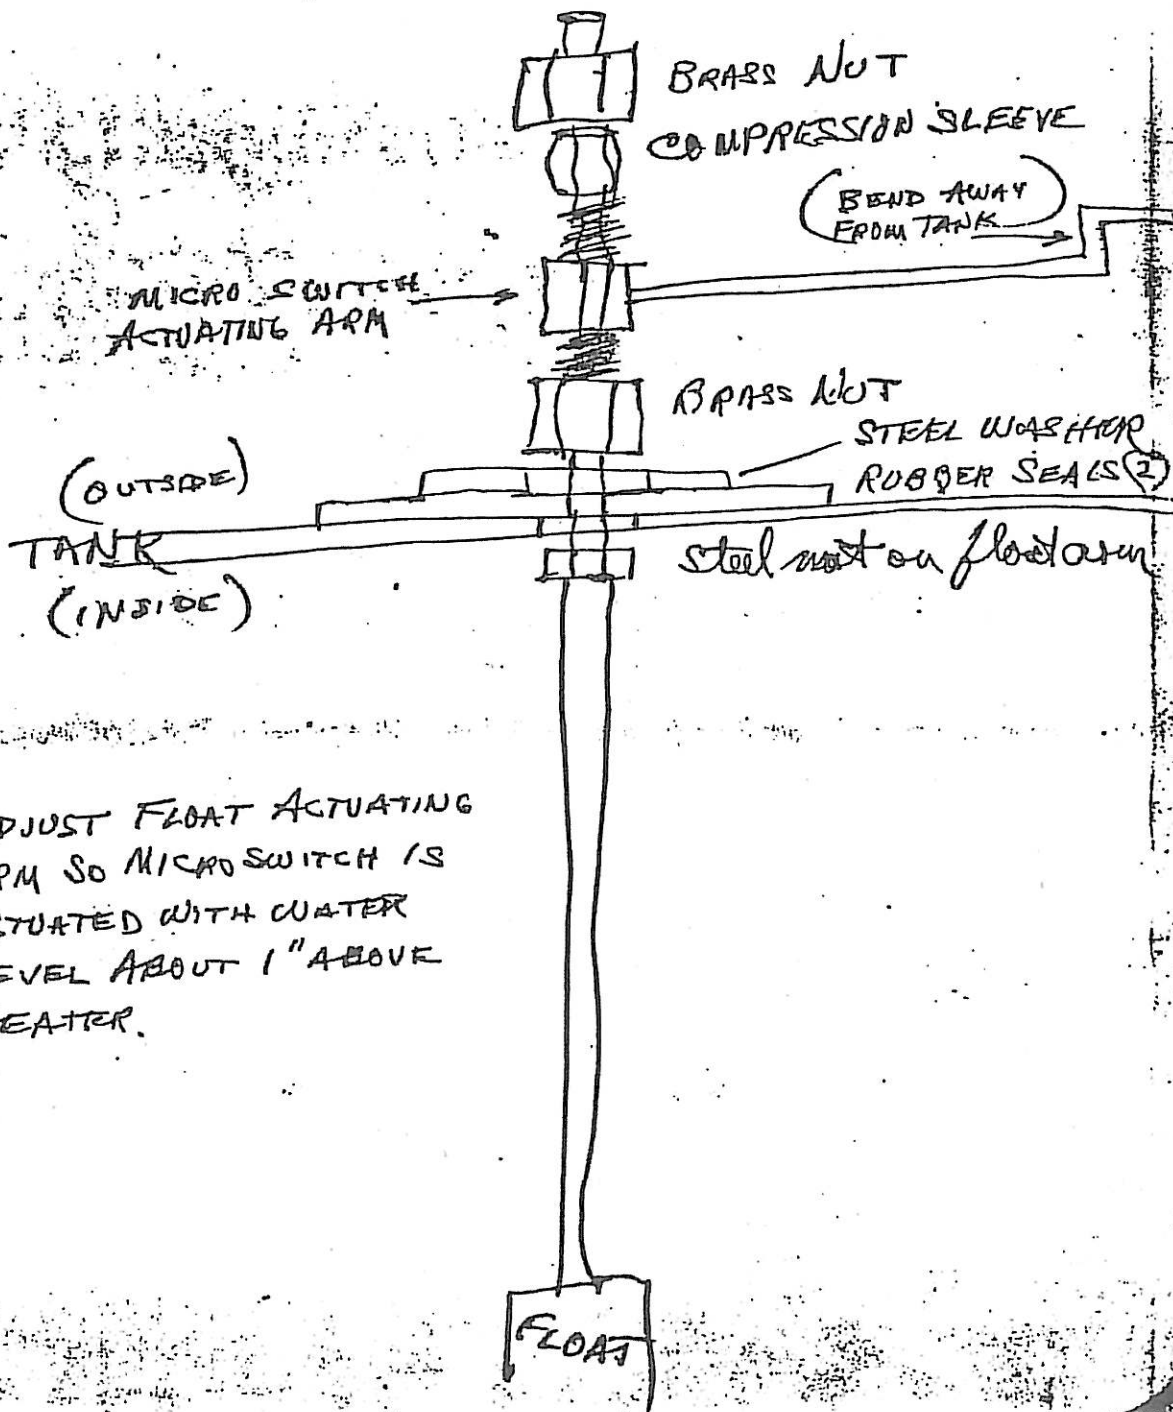 BRASS NUT
COMPRESSION SLEEVE
(BEND AWAY
FROM TANK)
MICRO SWITCH
ACTUATING ARM
BRASS NUT
STEEL WASHER
RUBBER SEALS (2)
(OUTSIDE)
TANK
(INSIDE)
Steel nut on float arm
DJUST FLOAT ACTUATING
RM SO MICRO SWITCH IS
CTUATED WITH WATER
EVEL ABOUT 1" ABOVE
EATER.
FLOAT